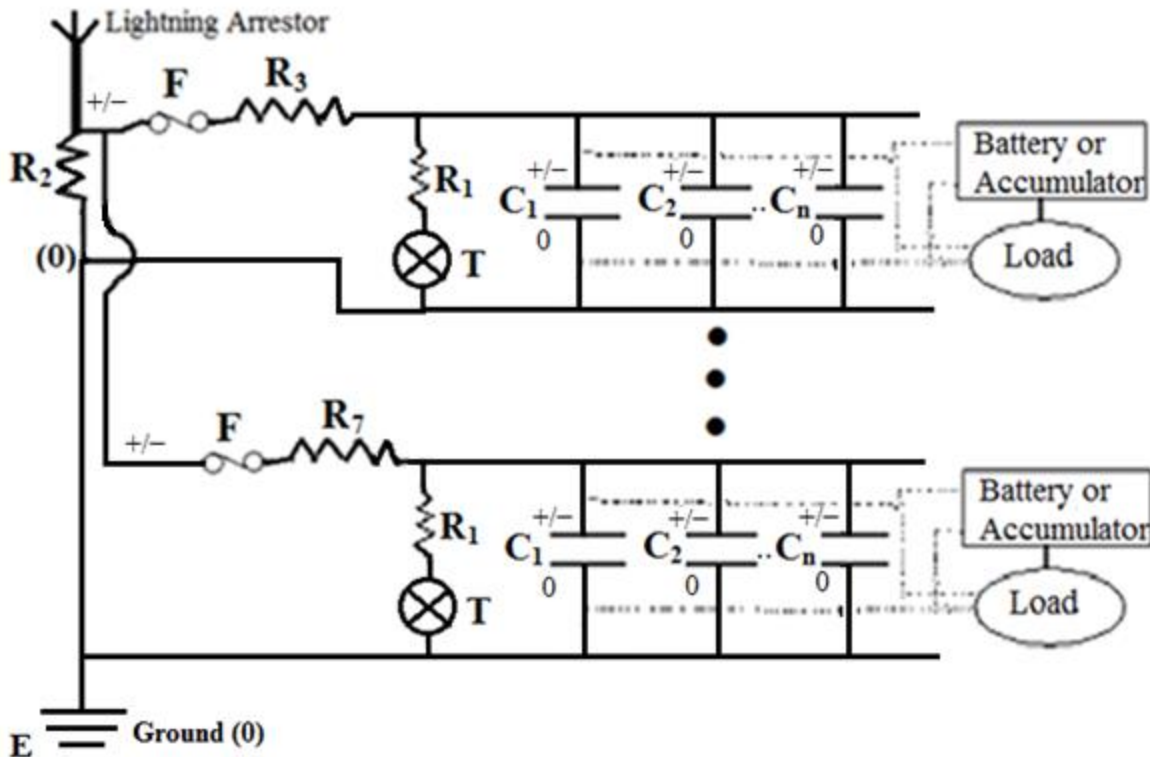 Lightning Arrestor
+/−
F
R3
R2
R1
T
(0)
+/−
C1
0
+/−
C2
0
..Cn
+/−
0
Battery or
Accumulator
Load
+/−
F
R7
R1
T
+/−
C1
0
+/−
C2
0
..Cn
+/−
0
Battery or
Accumulator
Load
E
Ground (0)